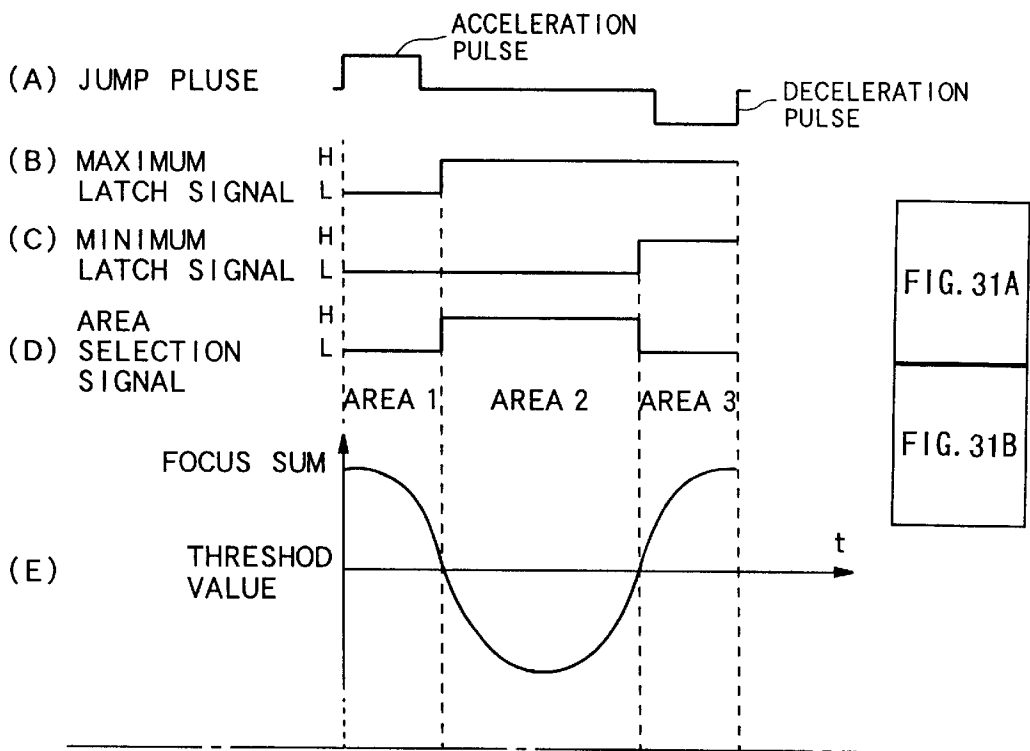 ACCELERATION
PULSE
(A) JUMP PLUSE
DECELERATION
PULSE
(B) MAXIMUM H
LATCH SIGNAL L
(C) MINIMUM H
LATCH SIGNAL L
AREA H
(D) SELECTION L
SIGNAL
AREA 1 AREA 2 AREA 3
FOCUS SUM
t
(E) THRESHOD
VALUE
FIG. 31A
FIG. 31B